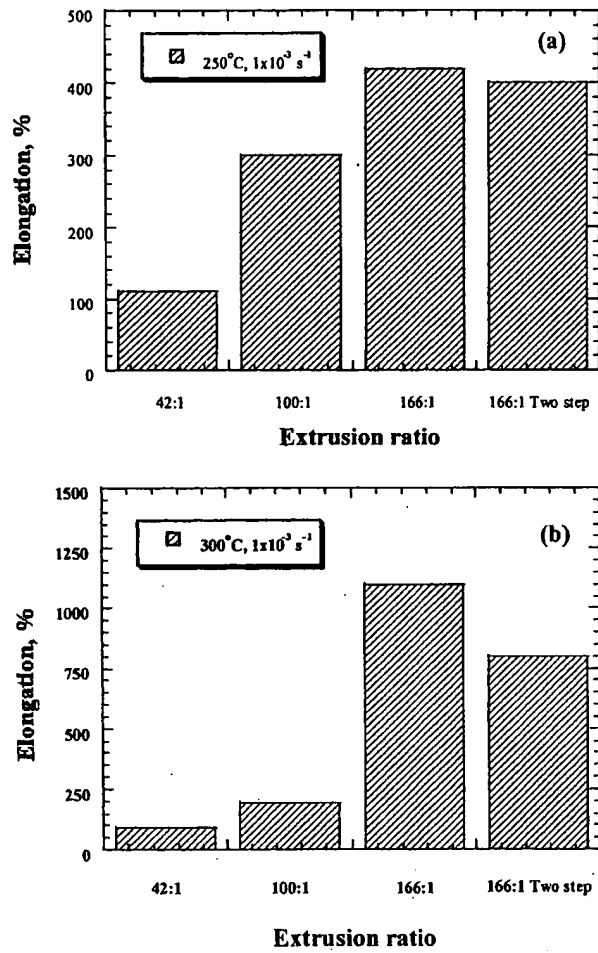 500
(a)
250°C, 1x10⁻³ s⁻¹
400
300
200
100
0
Elongation, %
42:1
100:1
166:1
166:1 Two step
Extrusion ratio
1500
(b)
300°C, 1x10⁻³ s⁻¹
1250
1000
750
500
250
0
Elongation, %
42:1
100:1
166:1
166:1 Two step
Extrusion ratio